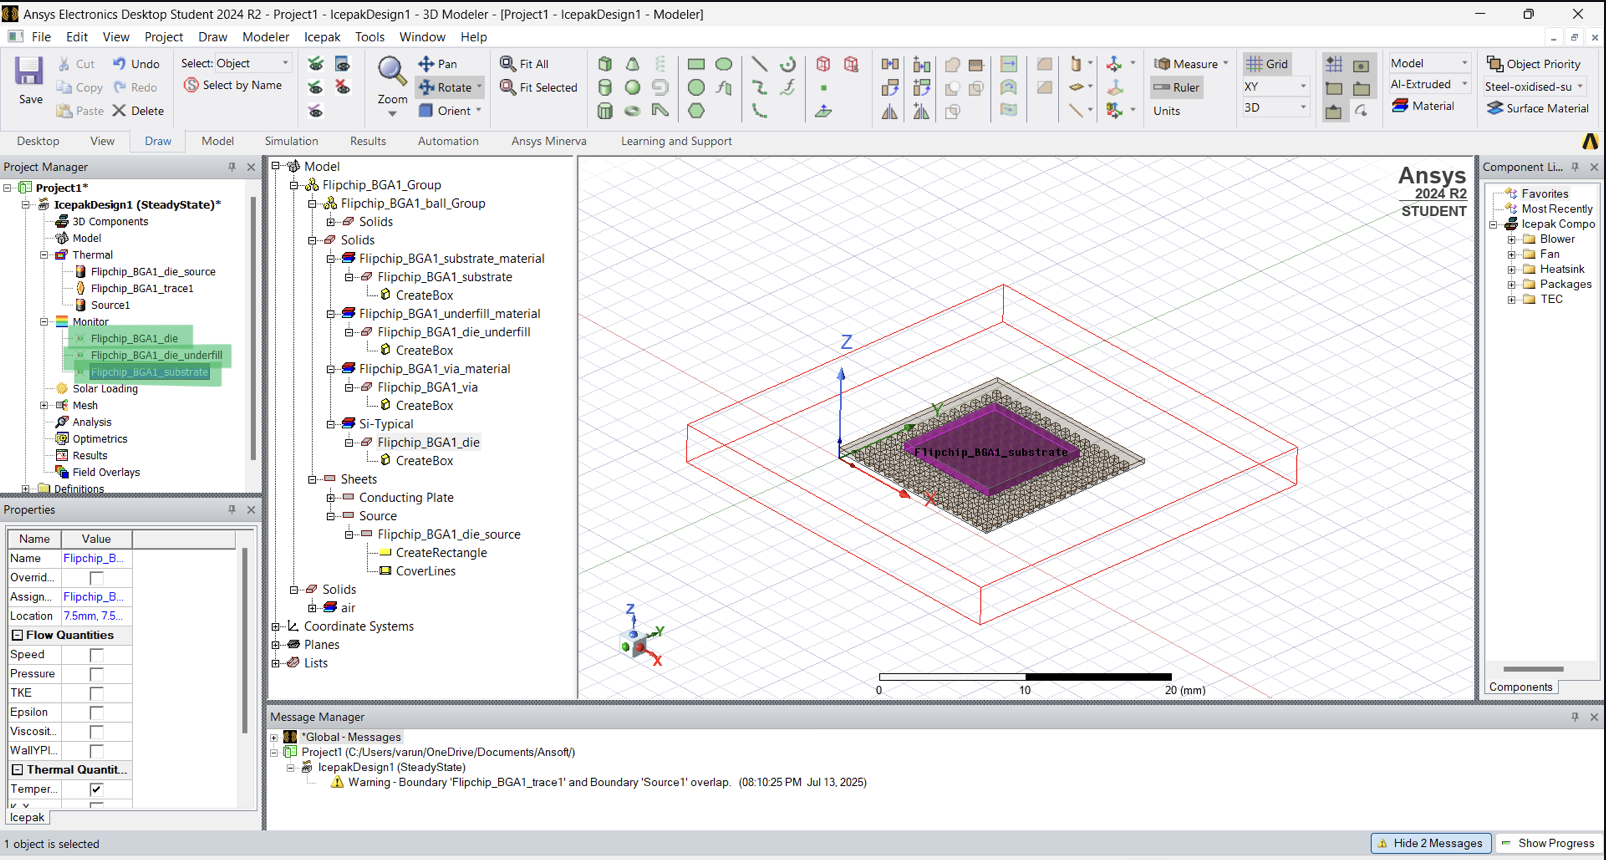 Ansys Electronics Desktop Student 2024 R2 - Project1 - IcepakDesign1 - 3D Modeler - [Project1 - IcepakDesign1 - Modeler]
File Edit View Project Draw Modeler Icepak Tools Window Help
Save
Cut Undo
Copy Redo
Paste Delete
Select: Object
Select by Name
Zoom
Pan
Rotate
Orient
Fit All
Fit Selected
Measure
Ruler
Units
Grid
XY
3D
Model
AI-Extruded
Material
Object Priority
Steel-oxidised-su
Surface Material
Desktop View Draw Model Simulation Results Automation Ansys Minerva Learning and Support
Project Manager
Project1*
IcepakDesign1 (SteadyState)*
3D Components
Model
Thermal
Flipchip_BGA1_die_source
Flipchip_BGA1_trace1
Source1
Monitor
Flipchip_BGA1_die
Flipchip_BGA1_die_underfill
Flipchip_BGA1_substrate
Solar Loading
Mesh
Analysis
Optimetrics
Results
Field Overlays
Definitions
Properties
Name Value
Name Flipchip_B...
Overrid...
Assign... Flipchip_B...
Location 7.5mm, 7.5...
Flow Quantities
Speed
Pressure
TKE
Epsilon
Viscosit...
WallYPl...
Thermal Quantit...
Temper...
Icepak
Model
Flipchip_BGA1_Group
Flipchip_BGA1_ball_Group
Solids
Solids
Flipchip_BGA1_substrate_material
Flipchip_BGA1_substrate
CreateBox
Flipchip_BGA1_underfill_material
Flipchip_BGA1_die_underfill
CreateBox
Flipchip_BGA1_via_material
Flipchip_BGA1_via
CreateBox
Si-Typical
Flipchip_BGA1_die
CreateBox
Sheets
Conducting Plate
Source
Flipchip_BGA1_die_source
CreateRectangle
CoverLines
Solids
air
Coordinate Systems
Planes
Lists
Ansys
2024 R2
STUDENT
Z
Y
Flipchip_BGA1_substrate
X
Z
Y
X
0 10 20 (mm)
Component Li...
Favorites
Most Recently
Icepak Compo
Blower
Fan
Heatsink
Packages
TEC
Components
Message Manager
*Global - Messages
Project1 (C:/Users/varun/OneDrive/Documents/Ansoft/)
IcepakDesign1 (SteadyState)
Warning - Boundary 'Flipchip_BGA1_trace1' and Boundary 'Source1' overlap. (08:10:25 PM Jul 13, 2025)
1 object is selected
Hide 2 Messages
Show Progress